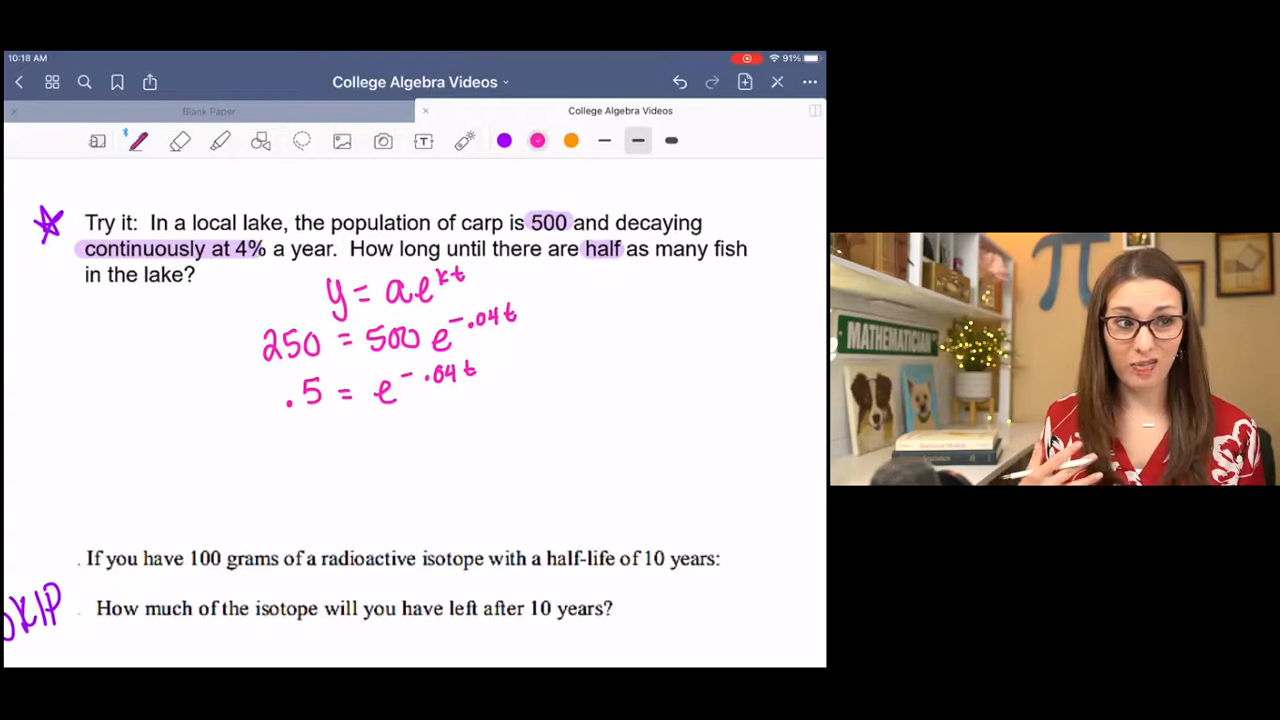 10:18 AM
91%
College Algebra Videos
Blank Paper
College Algebra Videos
Try it: In a local lake, the population of carp is 500 and decaying
continuously at 4% a year. How long until there are half as many fish
in the lake?
y = ae^kt
250 = 500 e^-.04t
.5 = e^-.04t
If you have 100 grams of a radioactive isotope with a half-life of 10 years:
SKIP
How much of the isotope will you have left after 10 years?
MATHEMATICIAN